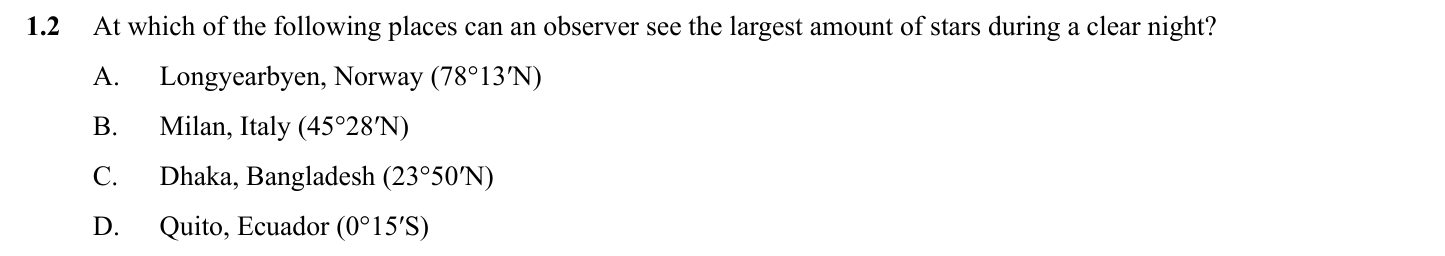 1.2 At which of the following places can an observer see the largest amount of stars during a clear night?
A. Longyearbyen, Norway (78°13′N)
B. Milan, Italy (45°28′N)
C. Dhaka, Bangladesh (23°50′N)
D. Quito, Ecuador (0°15′S)